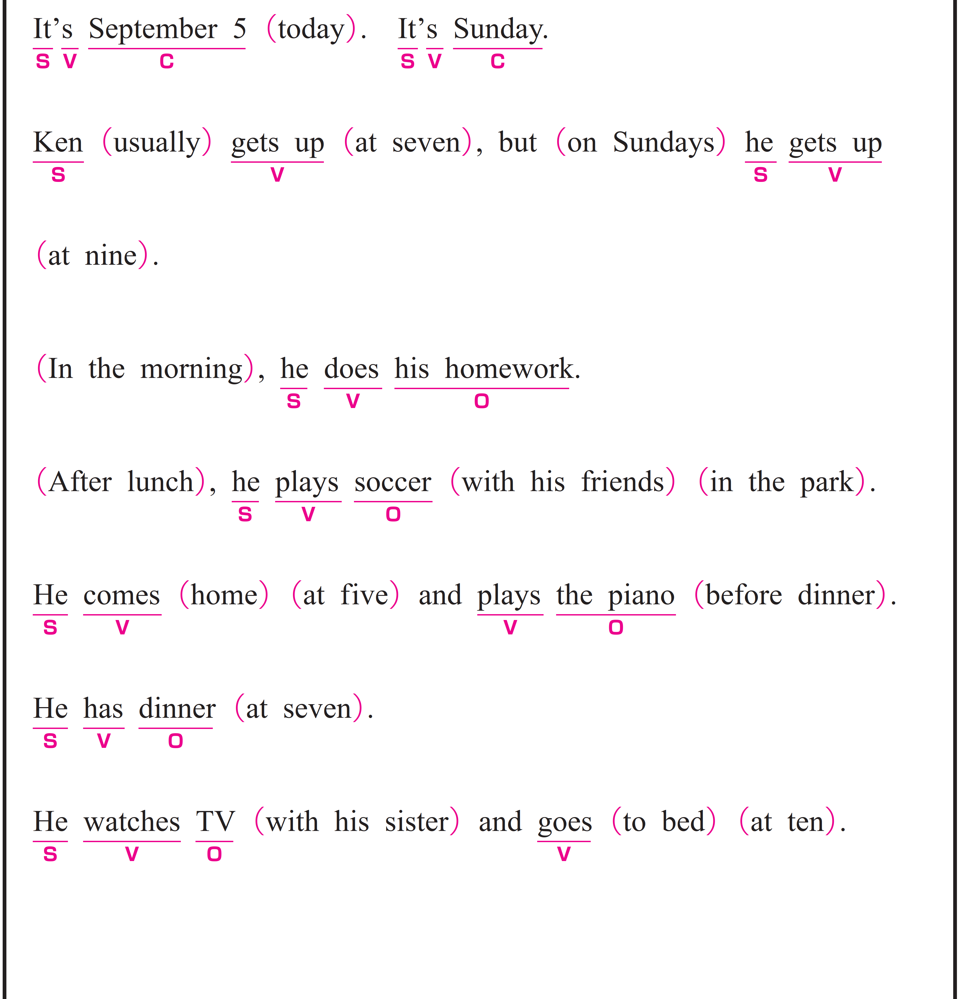 It’s September 5 (today). It’s Sunday.
S V C S V C
Ken (usually) gets up (at seven), but (on Sundays) he gets up
S V S V
(at nine).
(In the morning), he does his homework.
S V O
(After lunch), he plays soccer (with his friends) (in the park).
S V O
He comes (home) (at five) and plays the piano (before dinner).
S V V O
He has dinner (at seven).
S V O
He watches TV (with his sister) and goes (to bed) (at ten).
S V O V